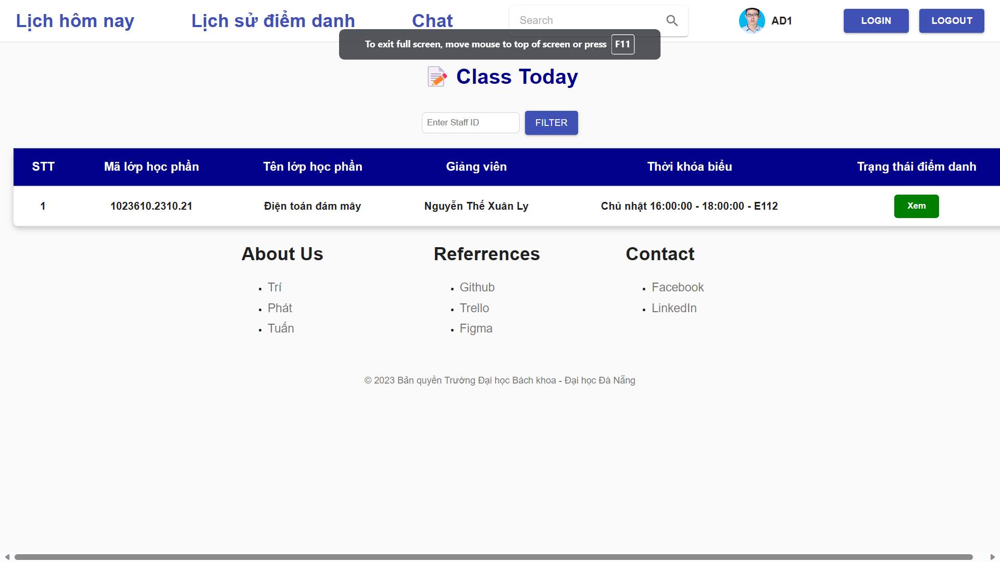 Lịch hôm nay Lịch sử điểm danh Chat Search AD1 LOGIN LOGOUT
To exit full screen, move mouse to top of screen or press F11
Class Today
Enter Staff ID FILTER
STT Mã lớp học phần Tên lớp học phần Giảng viên Thời khóa biểu Trạng thái điểm danh
1 1023610.2310.21 Điện toán đám mây Nguyễn Thế Xuân Ly Chủ nhật 16:00:00 - 18:00:00 - E112 Xem
About Us
Trí
Phát
Tuấn
Referrences
Github
Trello
Figma
Contact
Facebook
LinkedIn
© 2023 Bản quyền Trường Đại học Bách khoa - Đại học Đà Nẵng